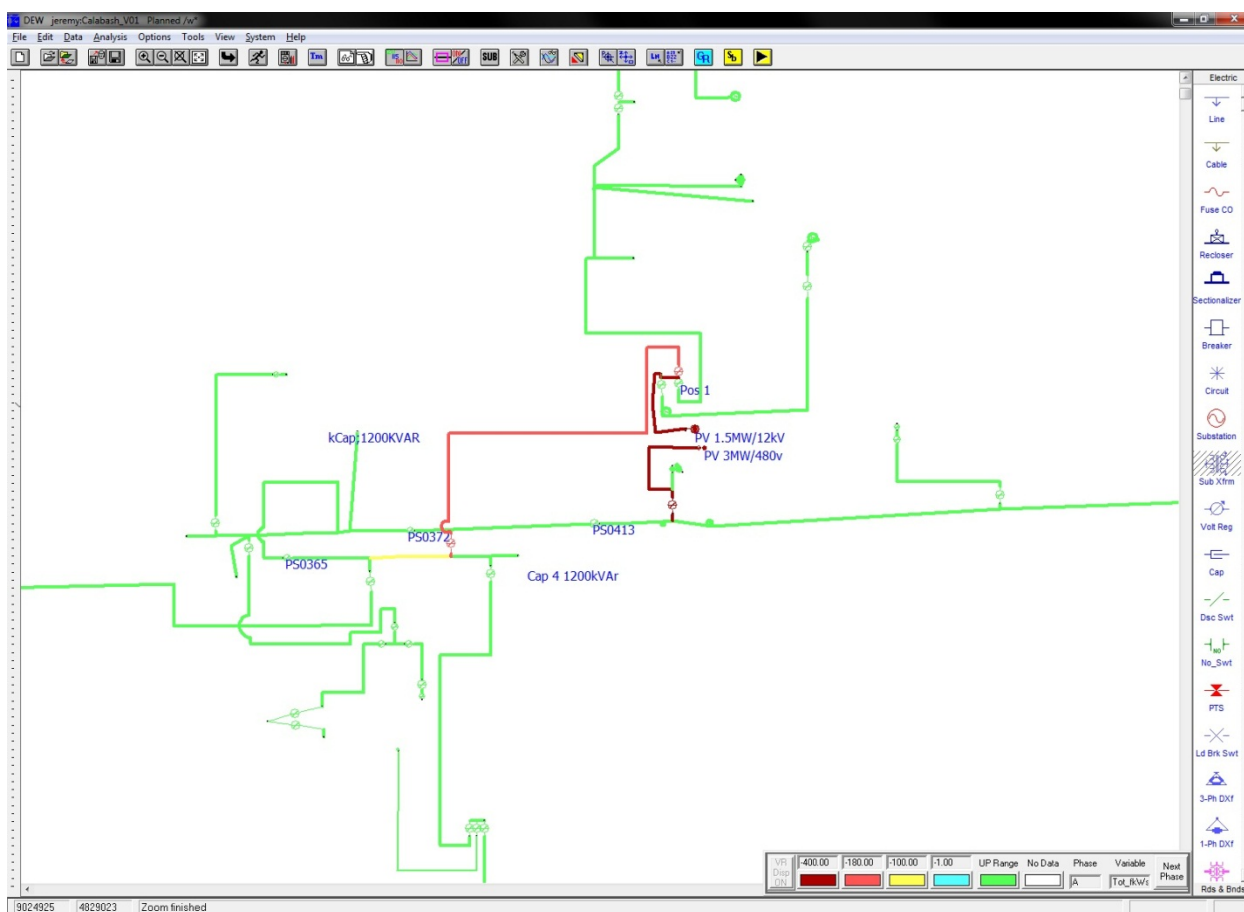 DEW jeremy:Calabash_V01 Planned /w*
File Edit Data Analysis Options Tools View System Help
Tm
SUB
CR
Electric
Line
Cable
Fuse CO
Recloser
Sectionalizer
Breaker
Circuit
Substation
Sub Xfrm
Volt Reg
Cap
Dsc Swt
NO
No_Swt
PTS
Ld Brk Swt
3-Ph DXf
1-Ph DXf
Rds & Bnds
Pos 1
kCap:1200KVAR
PV 1.5MW/12kV
PV 3MW/480v
PS0372
PS0413
PS0365
Cap 4 1200kVAr
VR Disp ON
-400.00 -180.00 -100.00 -1.00 UP Range No Data Phase Variable
A Tot_fkWs
Next Phase
9024925 4829023 Zoom finished